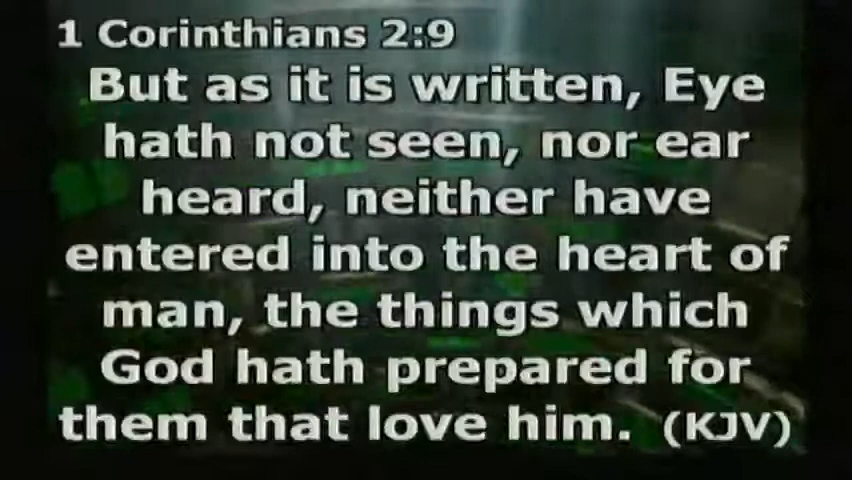 1 Corinthians 2:9
But as it is written, Eye
hath not seen, nor ear
heard, neither have
entered into the heart of
man, the things which
God hath prepared for
them that love him. (KJV)